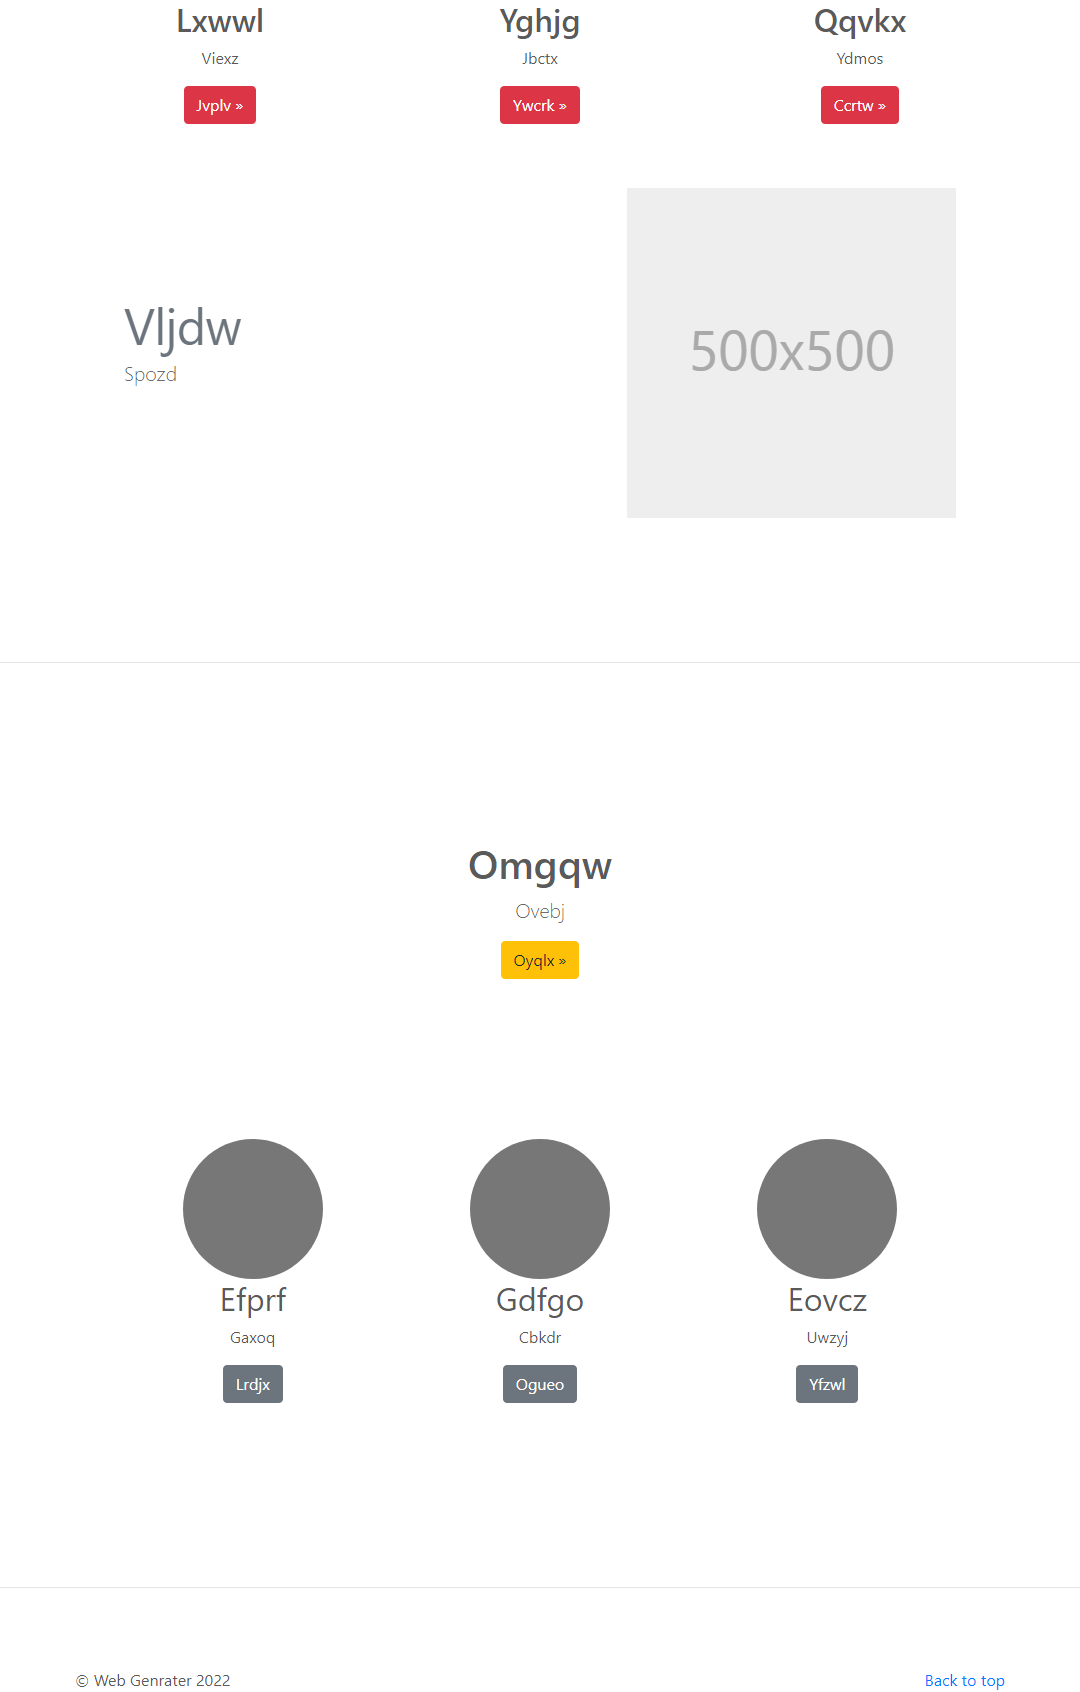 Lxwwl
Viexz
Jvplv »
Yghjg
Jbctx
Ywcrk »
Qqvkx
Ydmos
Ccrtw »
Vljdw
Spozd
500x500
Omgqw
Ovebj
Oyqlx »
Efprf
Gaxoq
Lrdjx
Gdfgo
Cbkdr
Ogueo
Eovcz
Uwzyj
Yfzwl
© Web Genrater 2022
Back to top